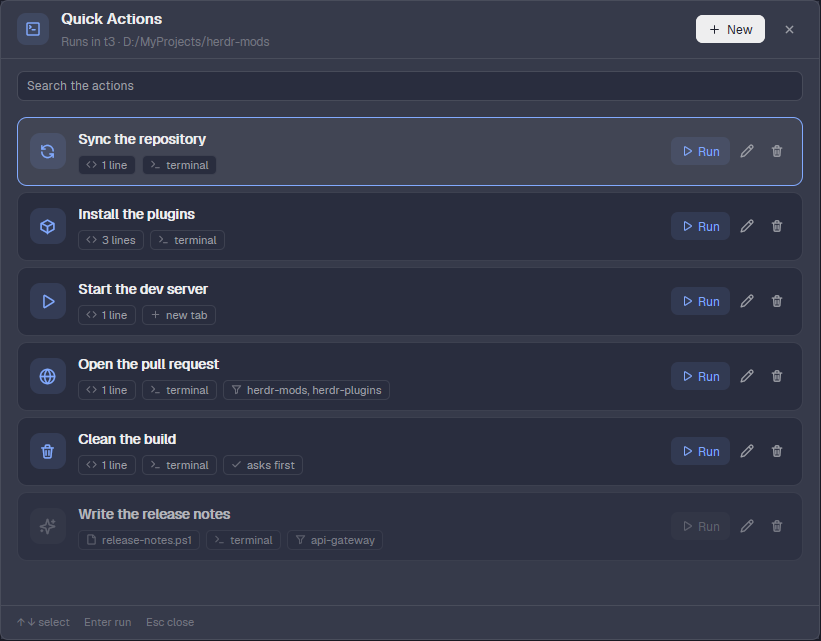 Quick Actions
Runs in t3 · D:/MyProjects/herdr-mods
+ New
Search the actions
Sync the repository
1 line
terminal
Run
Install the plugins
3 lines
terminal
Run
Start the dev server
1 line
+ new tab
Run
Open the pull request
1 line
terminal
herdr-mods, herdr-plugins
Run
Clean the build
1 line
terminal
asks first
Run
Write the release notes
release-notes.ps1
terminal
api-gateway
Run
↑↓ select Enter run Esc close